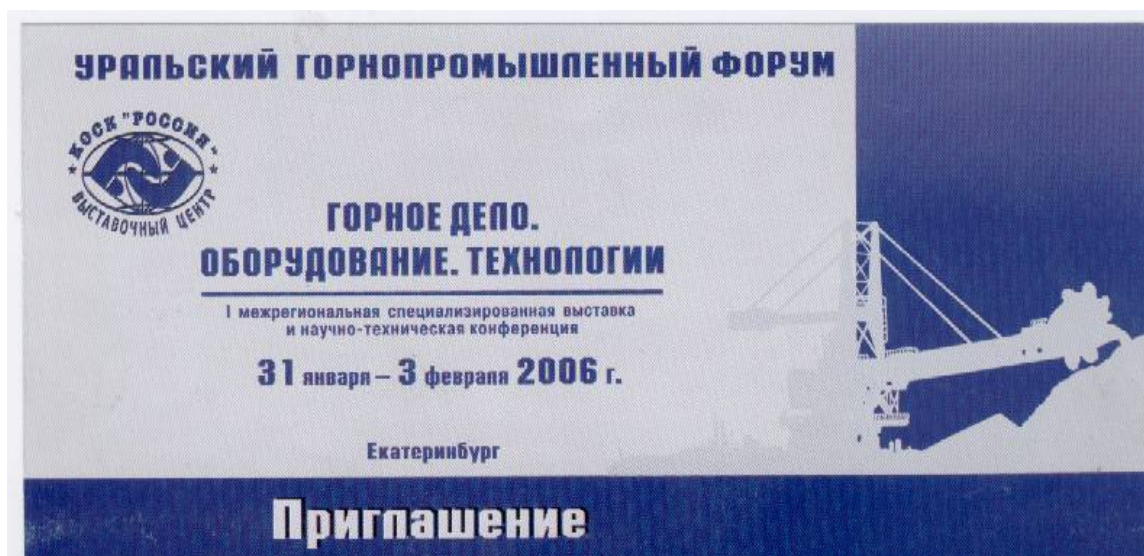 УРАЛЬСКИЙ ГОРНОПРОМЫШЛЕННЫЙ ФОРУМ
КОСК "РОССИЯ"
ВЫСТАВОЧНЫЙ ЦЕНТР
ГОРНОЕ ДЕЛО.
ОБОРУДОВАНИЕ. ТЕХНОЛОГИИ
I межрегиональная специализированная выставка
и научно-техническая конференция
31 января – 3 февраля 2006 г.
Екатеринбург
Приглашение